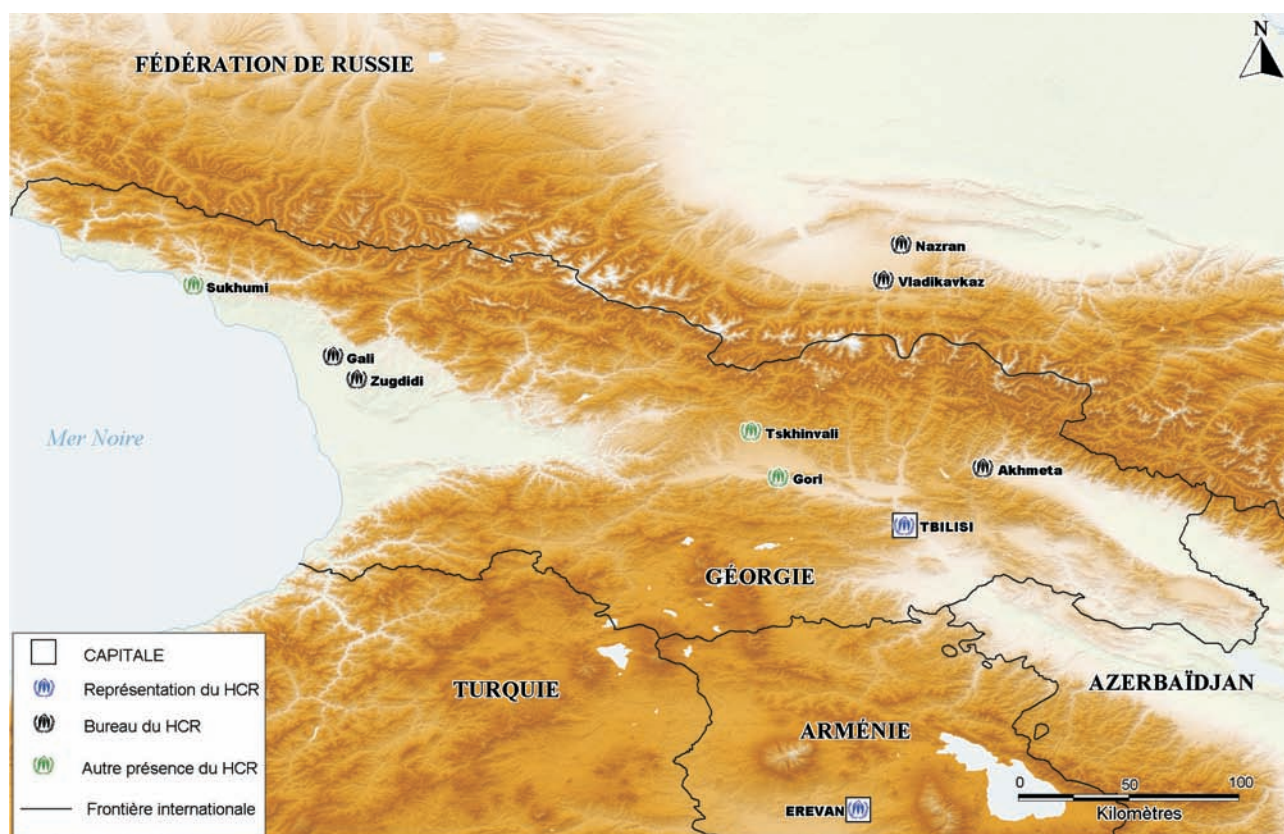 N
FÉDÉRATION DE RUSSIE
Nazran
Vladikavkaz
Sukhumi
Gali
Zugdidi
Mer Noire
Tskhinvali
Akhmeta
Gori
TBILISI
GÉORGIE
TURQUIE
AZERBAÏDJAN
ARMÉNIE
EREVAN
CAPITALE
Représentation du HCR
Bureau du HCR
Autre présence du HCR
Frontière internationale
0 50 100
Kilomètres